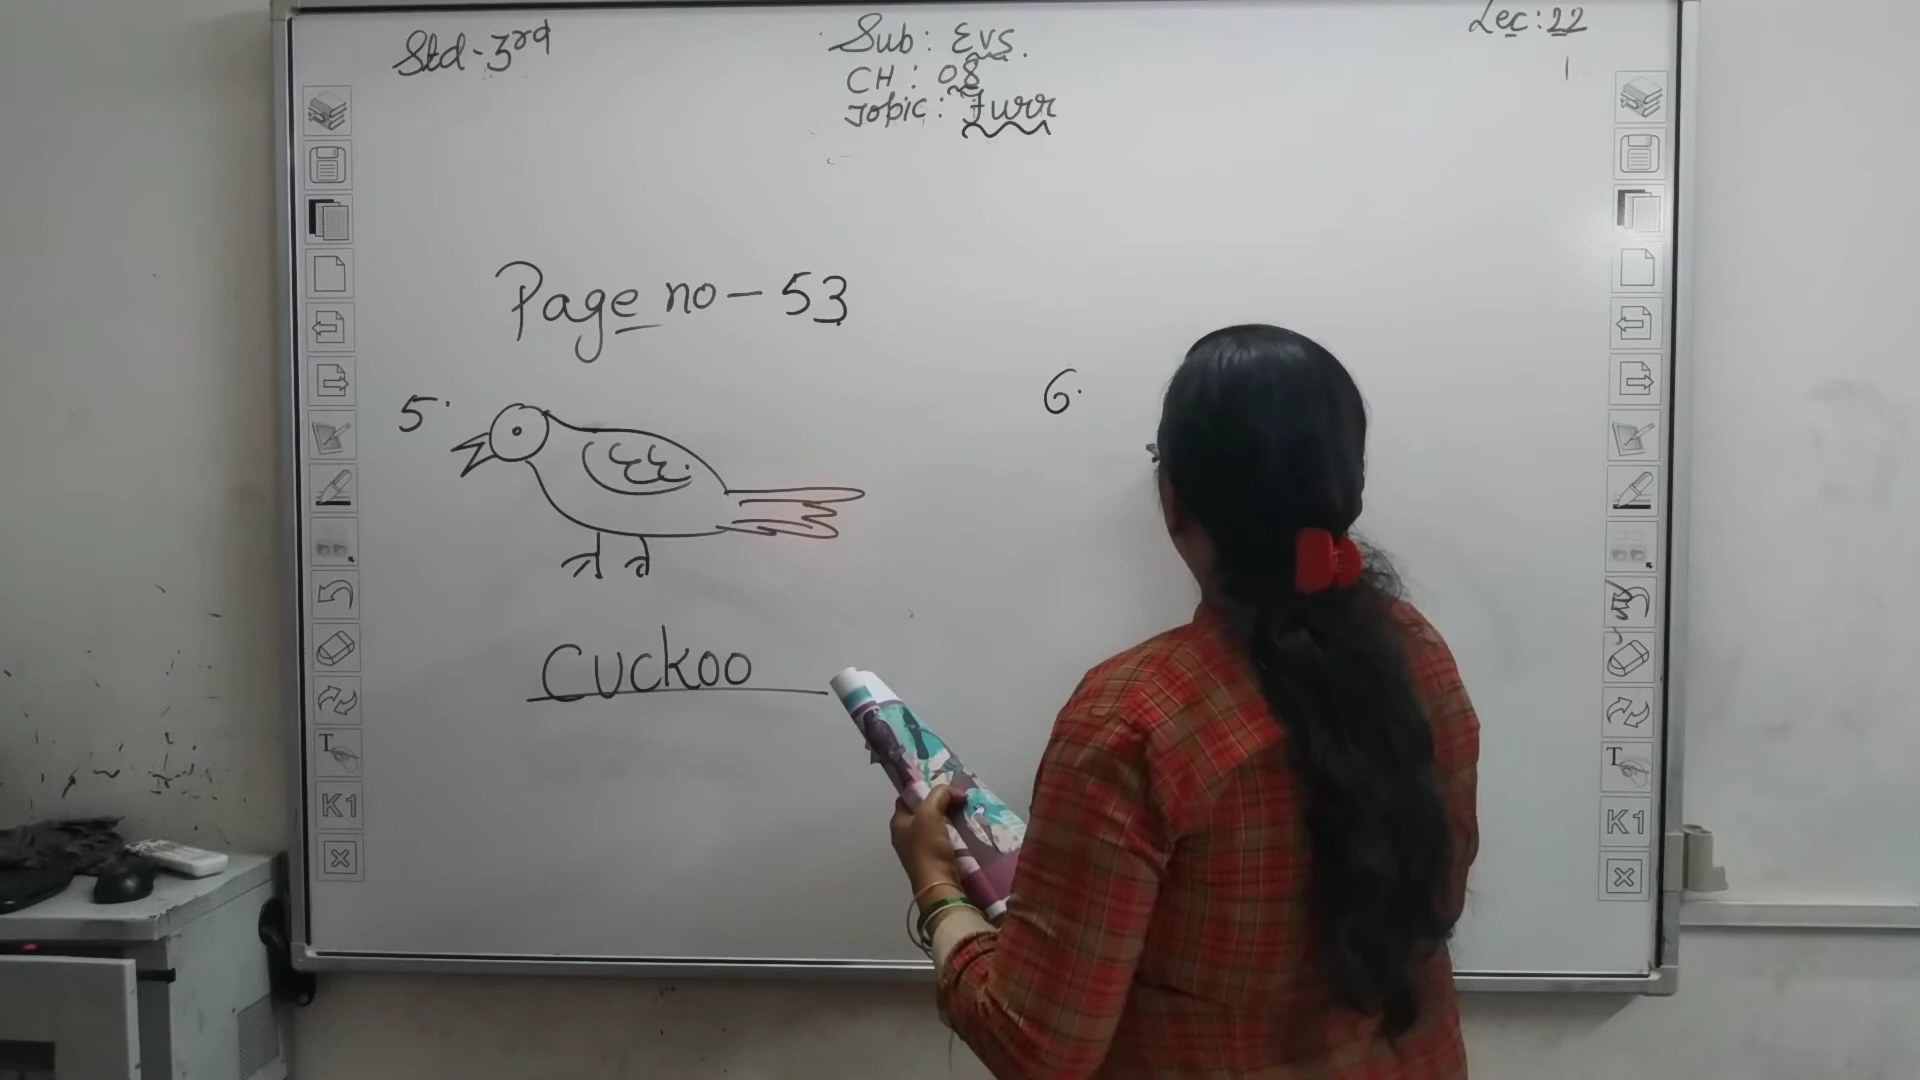 Std - 3rd
Sub : Evs.
CH : 08
Topic : Furr
Lec : 22
Page no - 53
5.
6.
Cuckoo
T
K1
T
K1